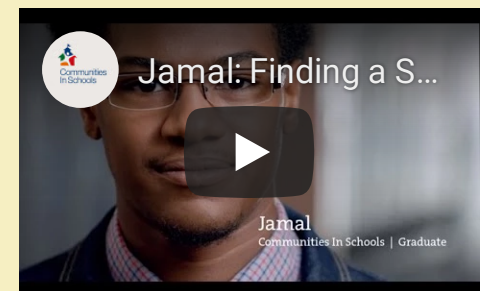 Communities
In Schools
Jamal: Finding a S...
Jamal
Communities In Schools | Graduate